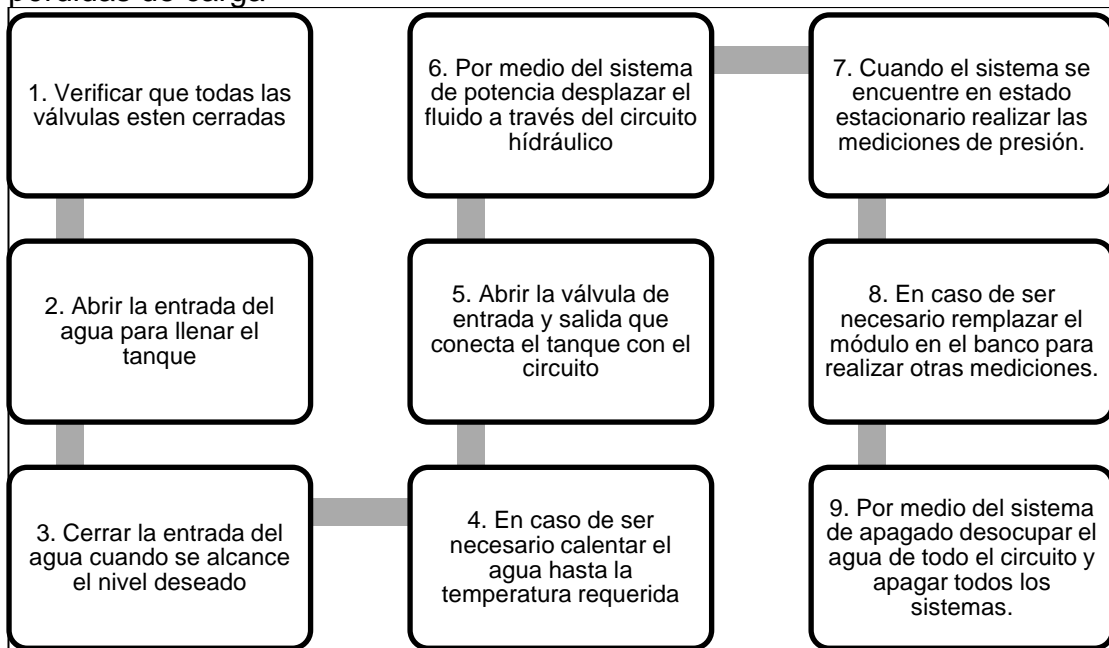 pérdidas de carga
1. Verificar que todas las
válvulas esten cerradas
2. Abrir la entrada del
agua para llenar el
tanque
3. Cerrar la entrada del
agua cuando se alcance
el nivel deseado
4. En caso de ser
necesario calentar el
agua hasta la
temperatura requerida
5. Abrir la válvula de
entrada y salida que
conecta el tanque con el
circuito
6. Por medio del sistema
de potencia desplazar el
fluido a través del circuito
hídráulico
7. Cuando el sistema se
encuentre en estado
estacionario realizar las
mediciones de presión.
8. En caso de ser
necesario remplazar el
módulo en el banco para
realizar otras mediciones.
9. Por medio del sistema
de apagado desocupar el
agua de todo el circuito y
apagar todos los
sistemas.